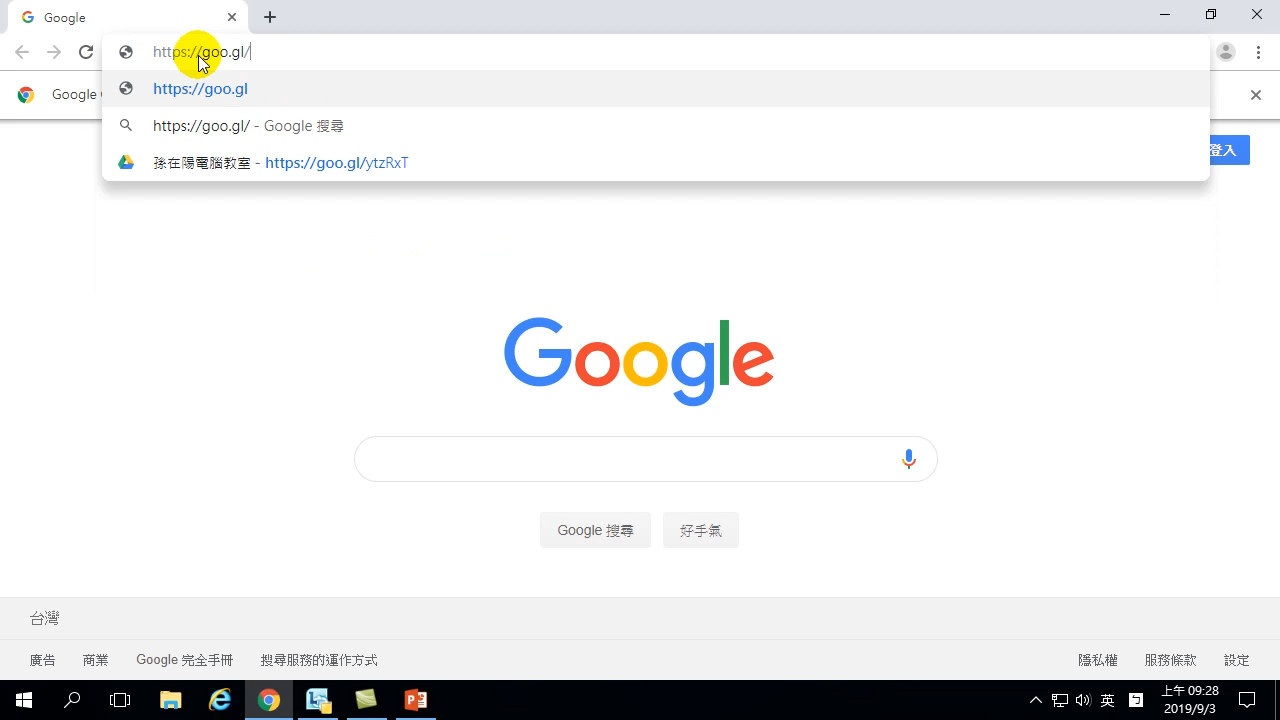 Google
https://goo.gl/
https://goo.gl
Google
https://goo.gl/ - Google 搜尋
孫在陽電腦教室 - https://goo.gl/ytzRxT
登入
Google
Google 搜尋
好手氣
台灣
廣告 商業 Google 完全手冊 搜尋服務的運作方式 隱私權 服務條款 設定
英
上午 09:28
2019/9/3